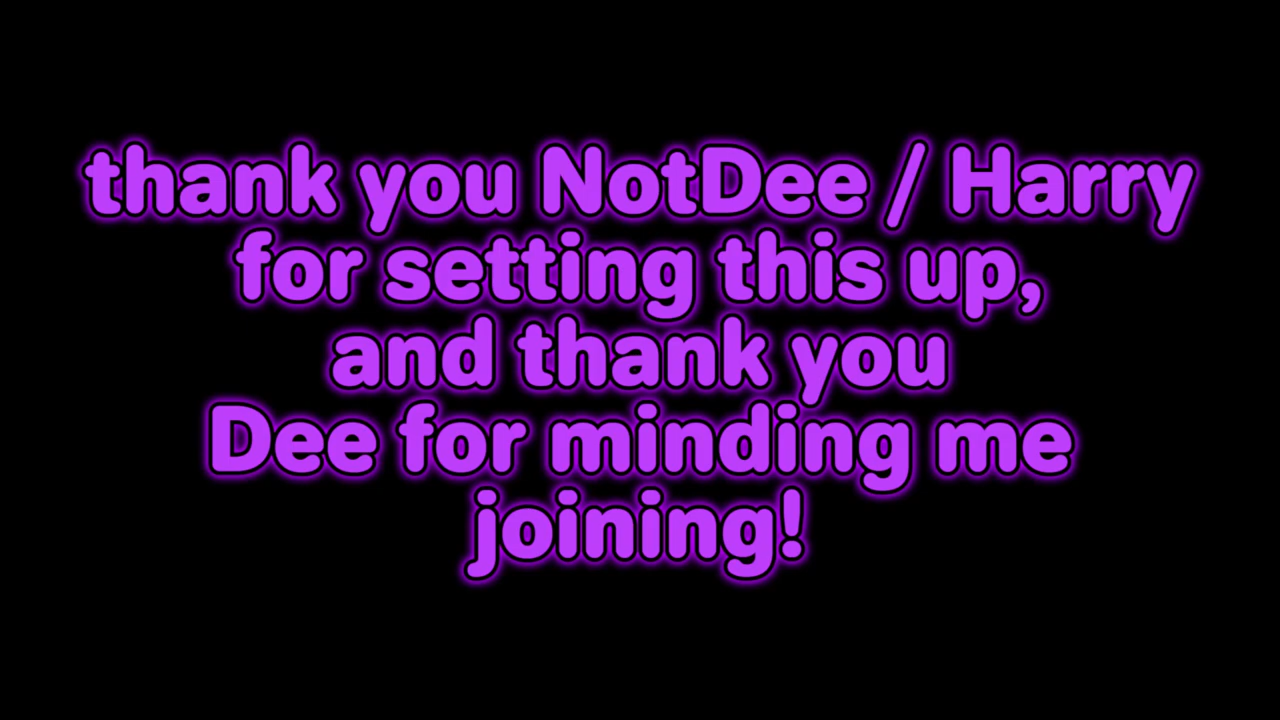 thank you NotDee / Harry
for setting this up,
and thank you
Dee for minding me
joining!